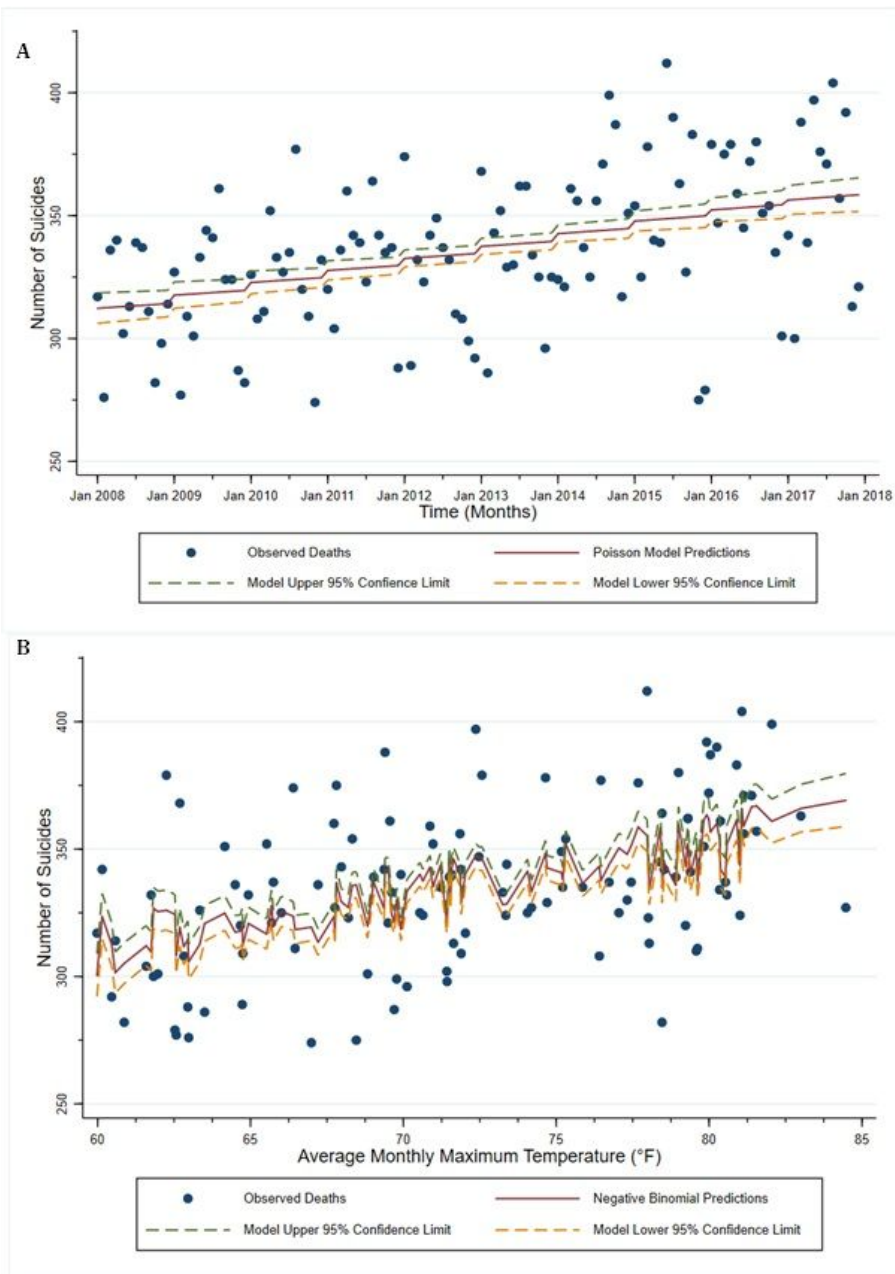 A
Number of Suicides
400
350
300
250
Jan 2008 Jan 2009 Jan 2010 Jan 2011 Jan 2012 Jan 2013 Jan 2014 Jan 2015 Jan 2016 Jan 2017 Jan 2018
Time (Months)
Observed Deaths Poisson Model Predictions
Model Upper 95% Confience Limit Model Lower 95% Confience Limit
B
Number of Suicides
400
350
300
250
60 65 70 75 80 85
Average Monthly Maximum Temperature (°F)
Observed Deaths Negative Binomial Predictions
Model Upper 95% Confidence Limit Model Lower 95% Confidence Limit